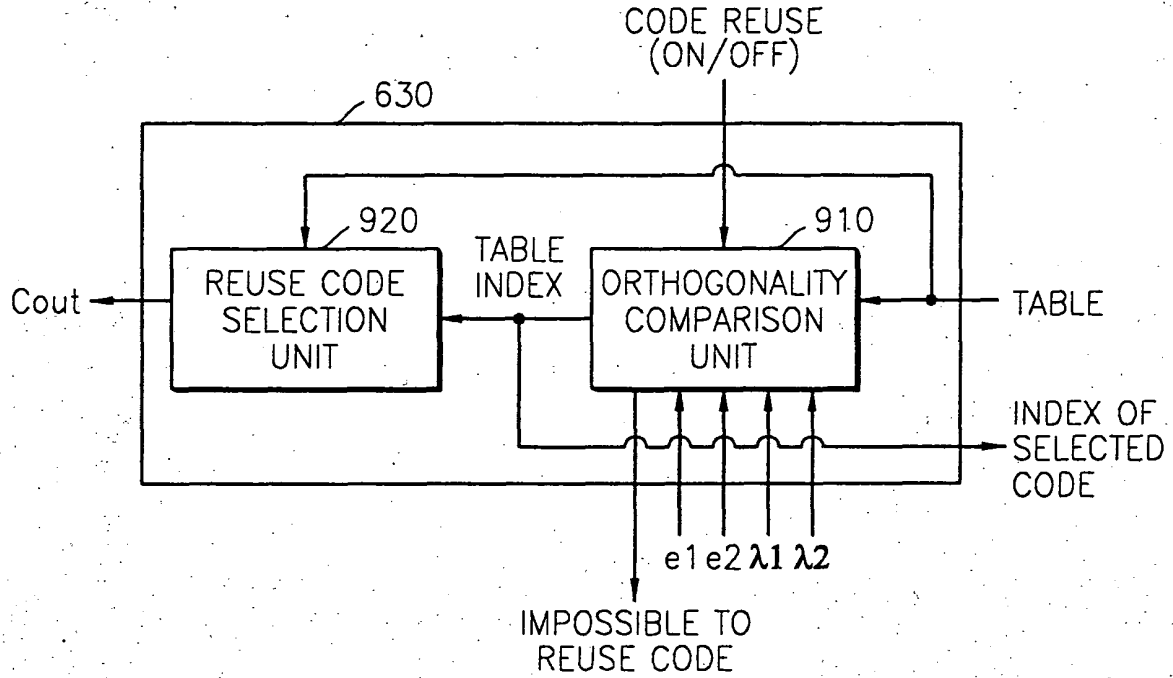 CODE REUSE
(ON/OFF)
630
920
910
TABLE
INDEX
REUSE CODE
SELECTION
UNIT
ORTHOGONALITY
COMPARISON
UNIT
Cout
TABLE
INDEX OF
SELECTED
CODE
e1 e2 λ1 λ2
IMPOSSIBLE TO
REUSE CODE